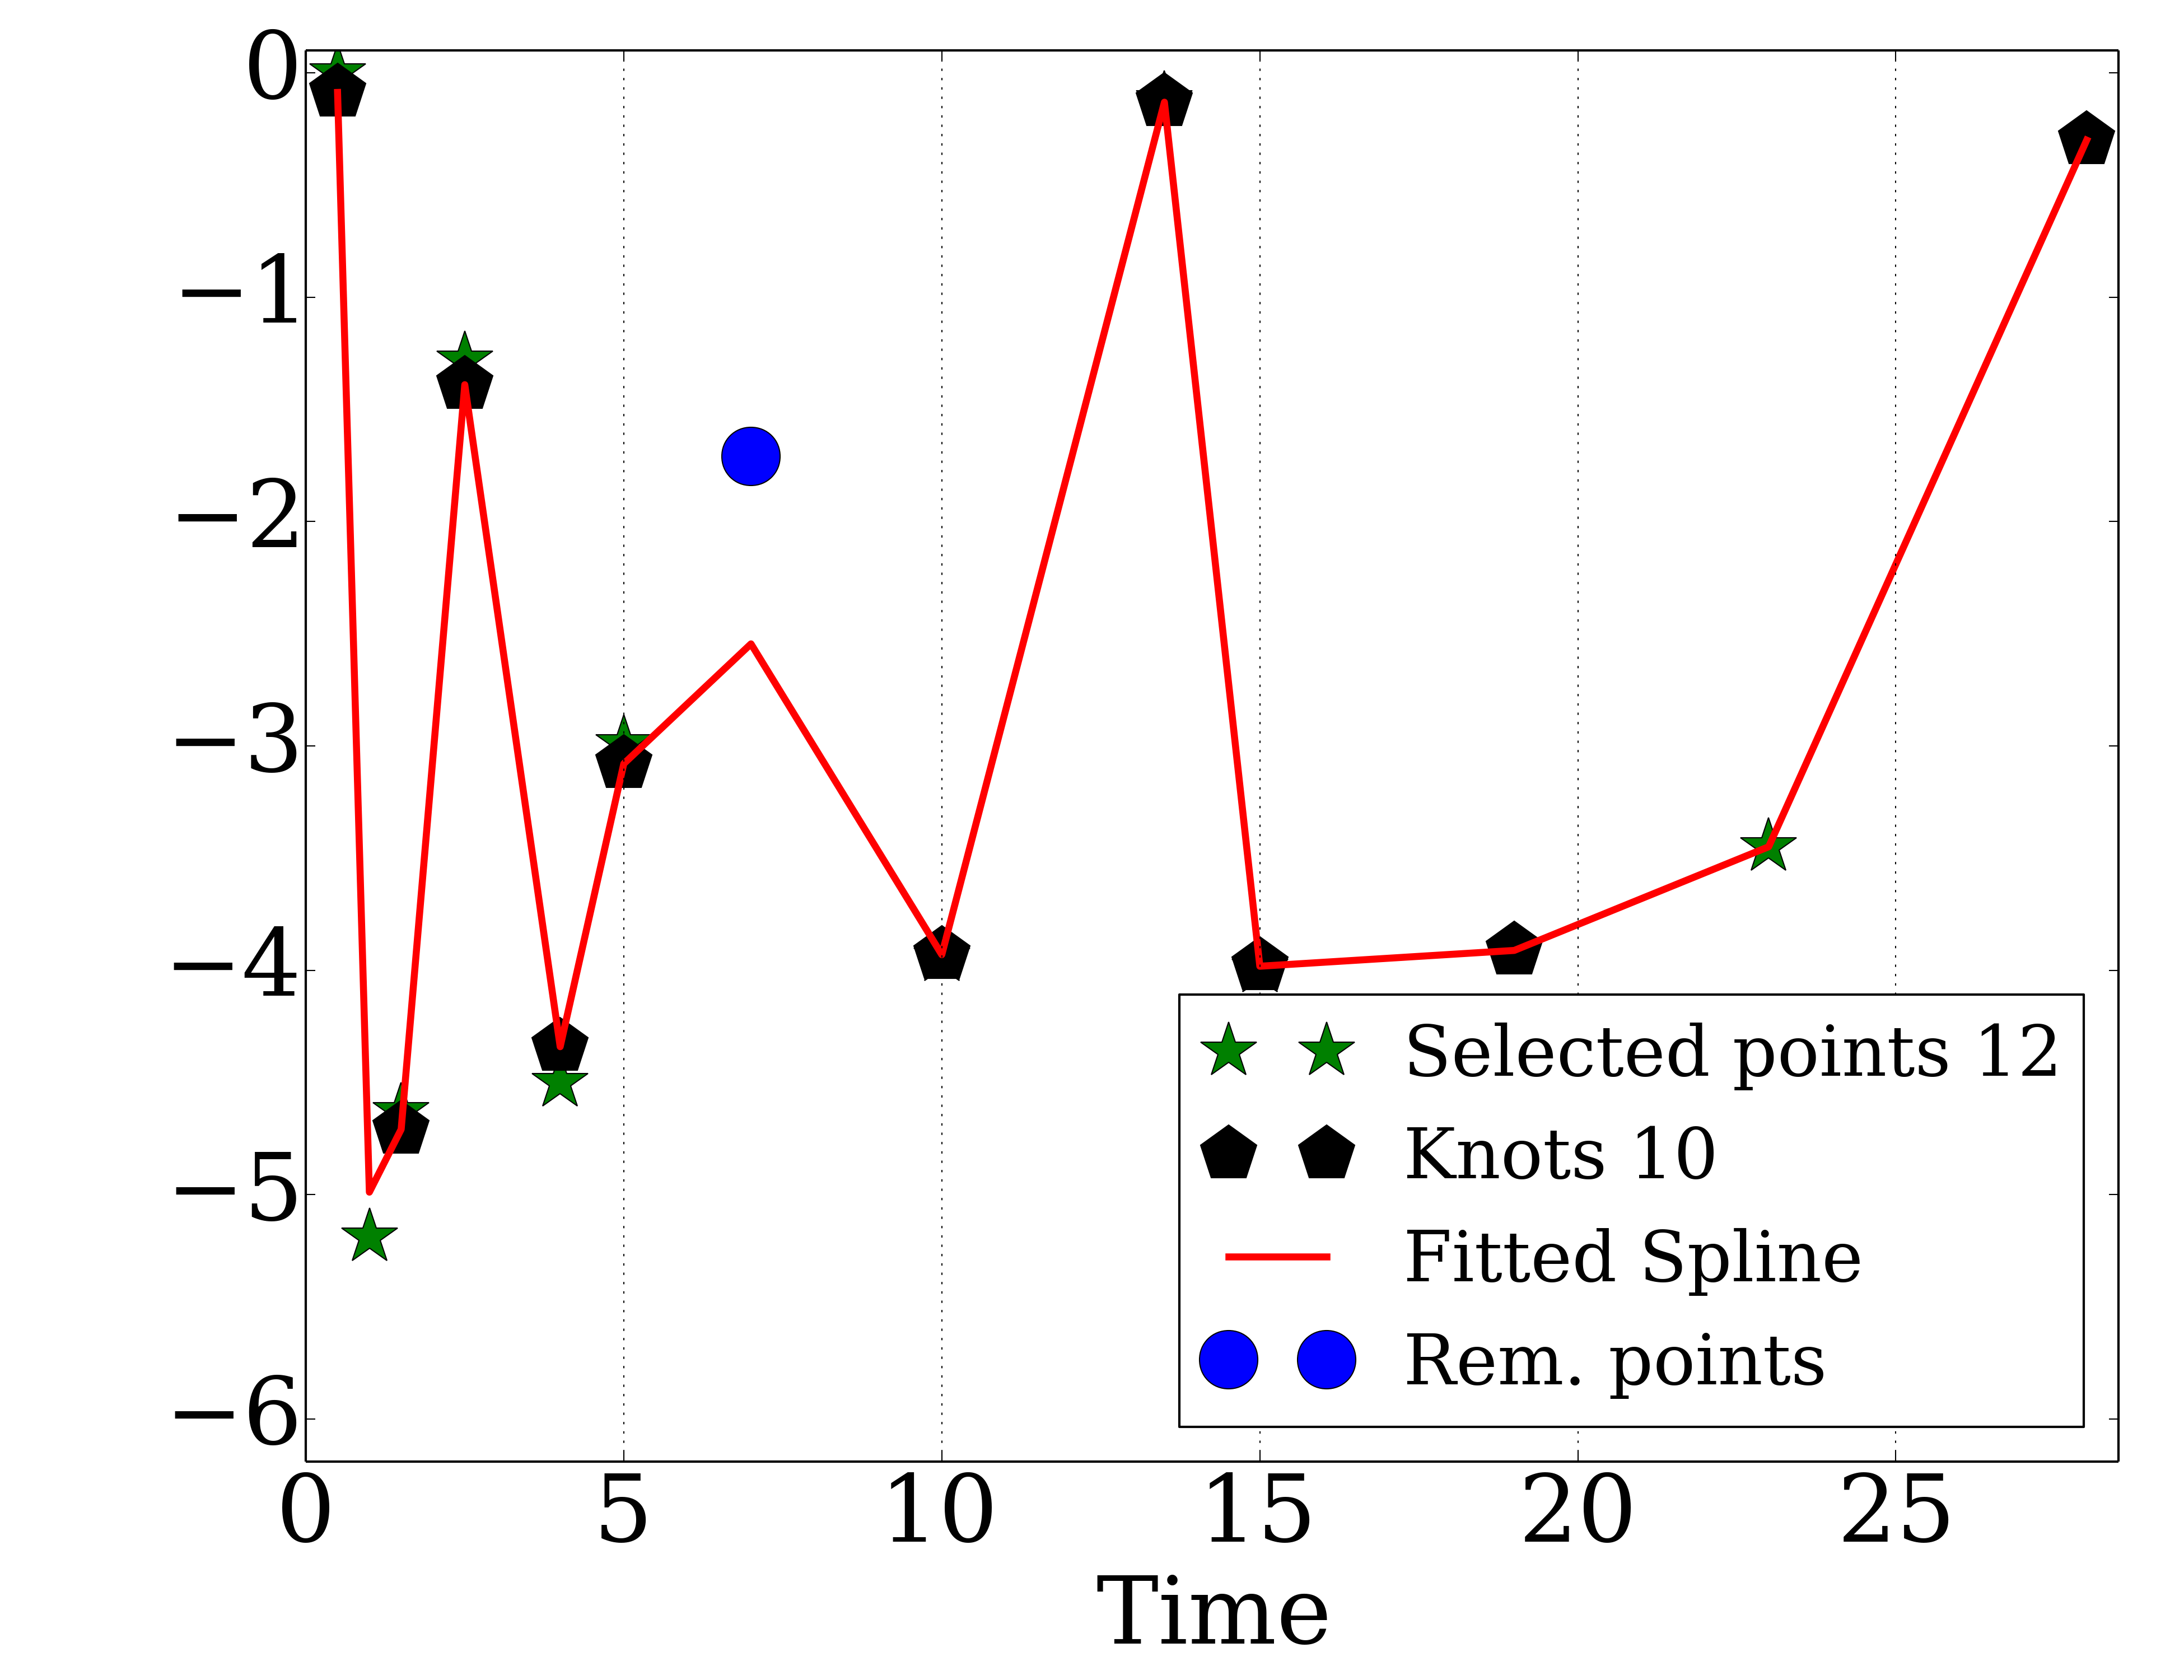 0
−1
−2
−3
−4
−5
−6
0 5 10 15 20 25
Time
Selected points 12
Knots 10
Fitted Spline
Rem. points